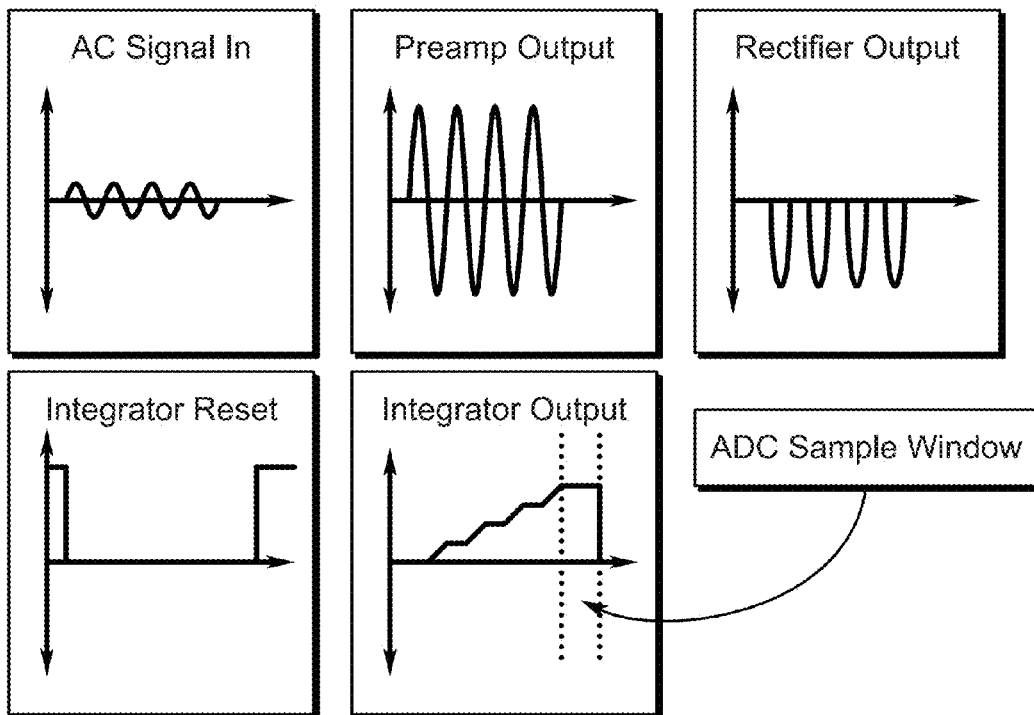 AC Signal In
Preamp Output
Rectifier Output
Integrator Reset
Integrator Output
ADC Sample Window